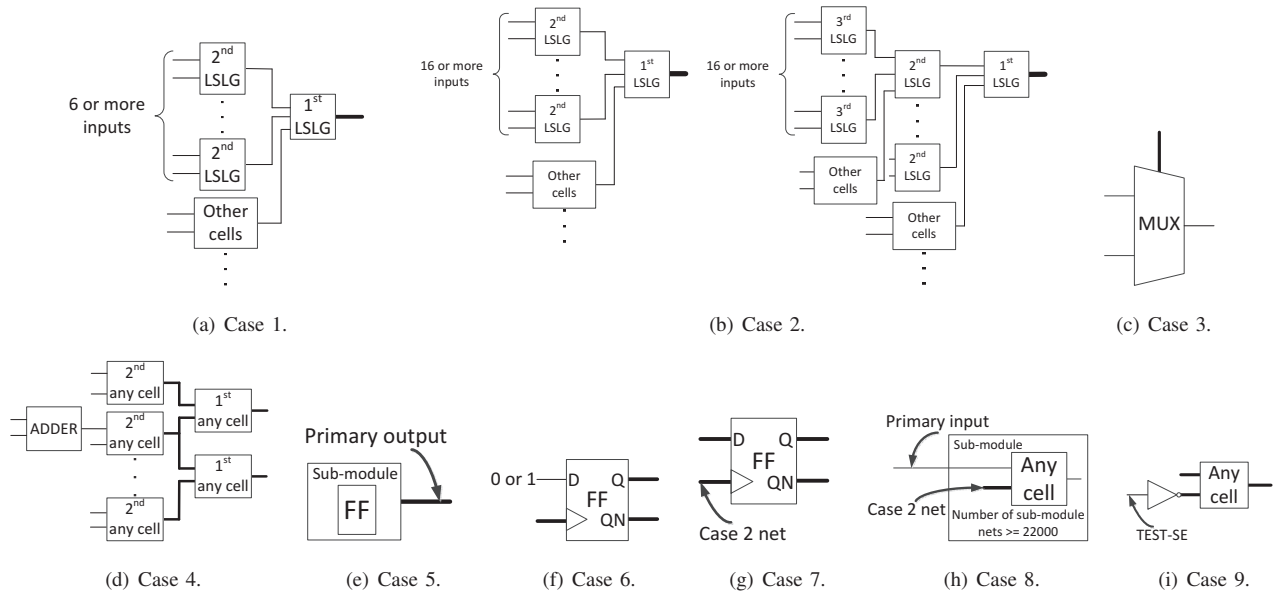 6 or more
inputs
2nd
LSLG
2nd
LSLG
1st
LSLG
Other
cells
(a) Case 1.
16 or more
inputs
2nd
LSLG
2nd
LSLG
1st
LSLG
Other
cells
16 or more
inputs
3rd
LSLG
3rd
LSLG
2nd
LSLG
2nd
LSLG
1st
LSLG
Other
cells
Other
cells
(b) Case 2.
MUX
(c) Case 3.
ADDER
2nd
any cell
2nd
any cell
2nd
any cell
1st
any cell
1st
any cell
(d) Case 4.
Primary output
Sub-module
FF
(e) Case 5.
0 or 1
D
Q
FF
QN
(f) Case 6.
D
Q
FF
QN
Case 2 net
(g) Case 7.
Primary input
Sub-module
Any
cell
Case 2 net
Number of sub-module
nets >= 22000
(h) Case 8.
Any
cell
TEST-SE
(i) Case 9.